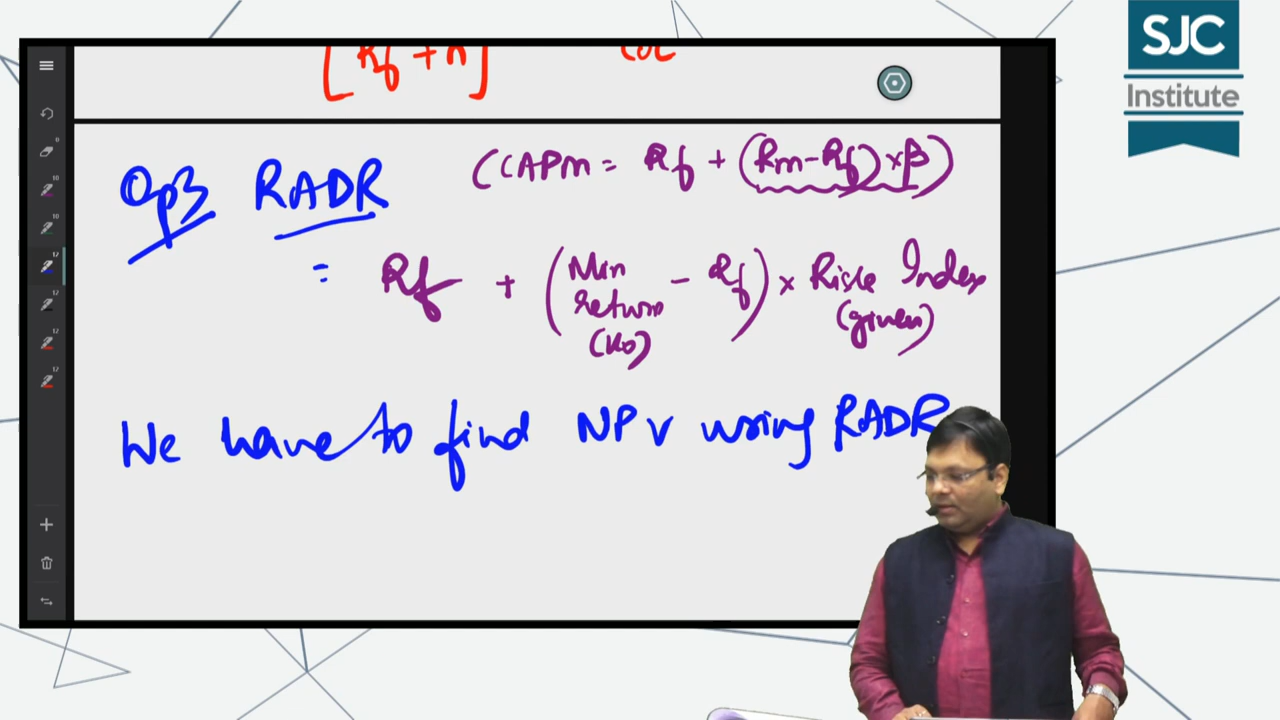 SJC
Institute
[Rf + r]
Op3 RADR (CAPM = Rf + (Rm - Rf) × β)
= Rf + (Min return (Ko) - Rf) × Risk Index (given)
We have to find NPV using RADR